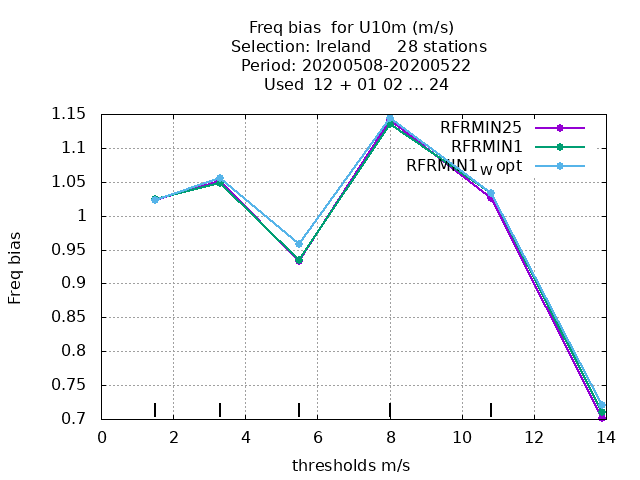 Freq bias  for U10m (m/s)
Selection: Ireland     28 stations
Period: 20200508-20200522
Used  12 + 01 02 ... 24
1.15
1.1
1.05
1
0.95
0.9
0.85
0.8
0.75
0.7
Freq bias
RFRMIN25
RFRMIN1
RFRMIN1wopt
0 2 4 6 8 10 12 14
thresholds m/s